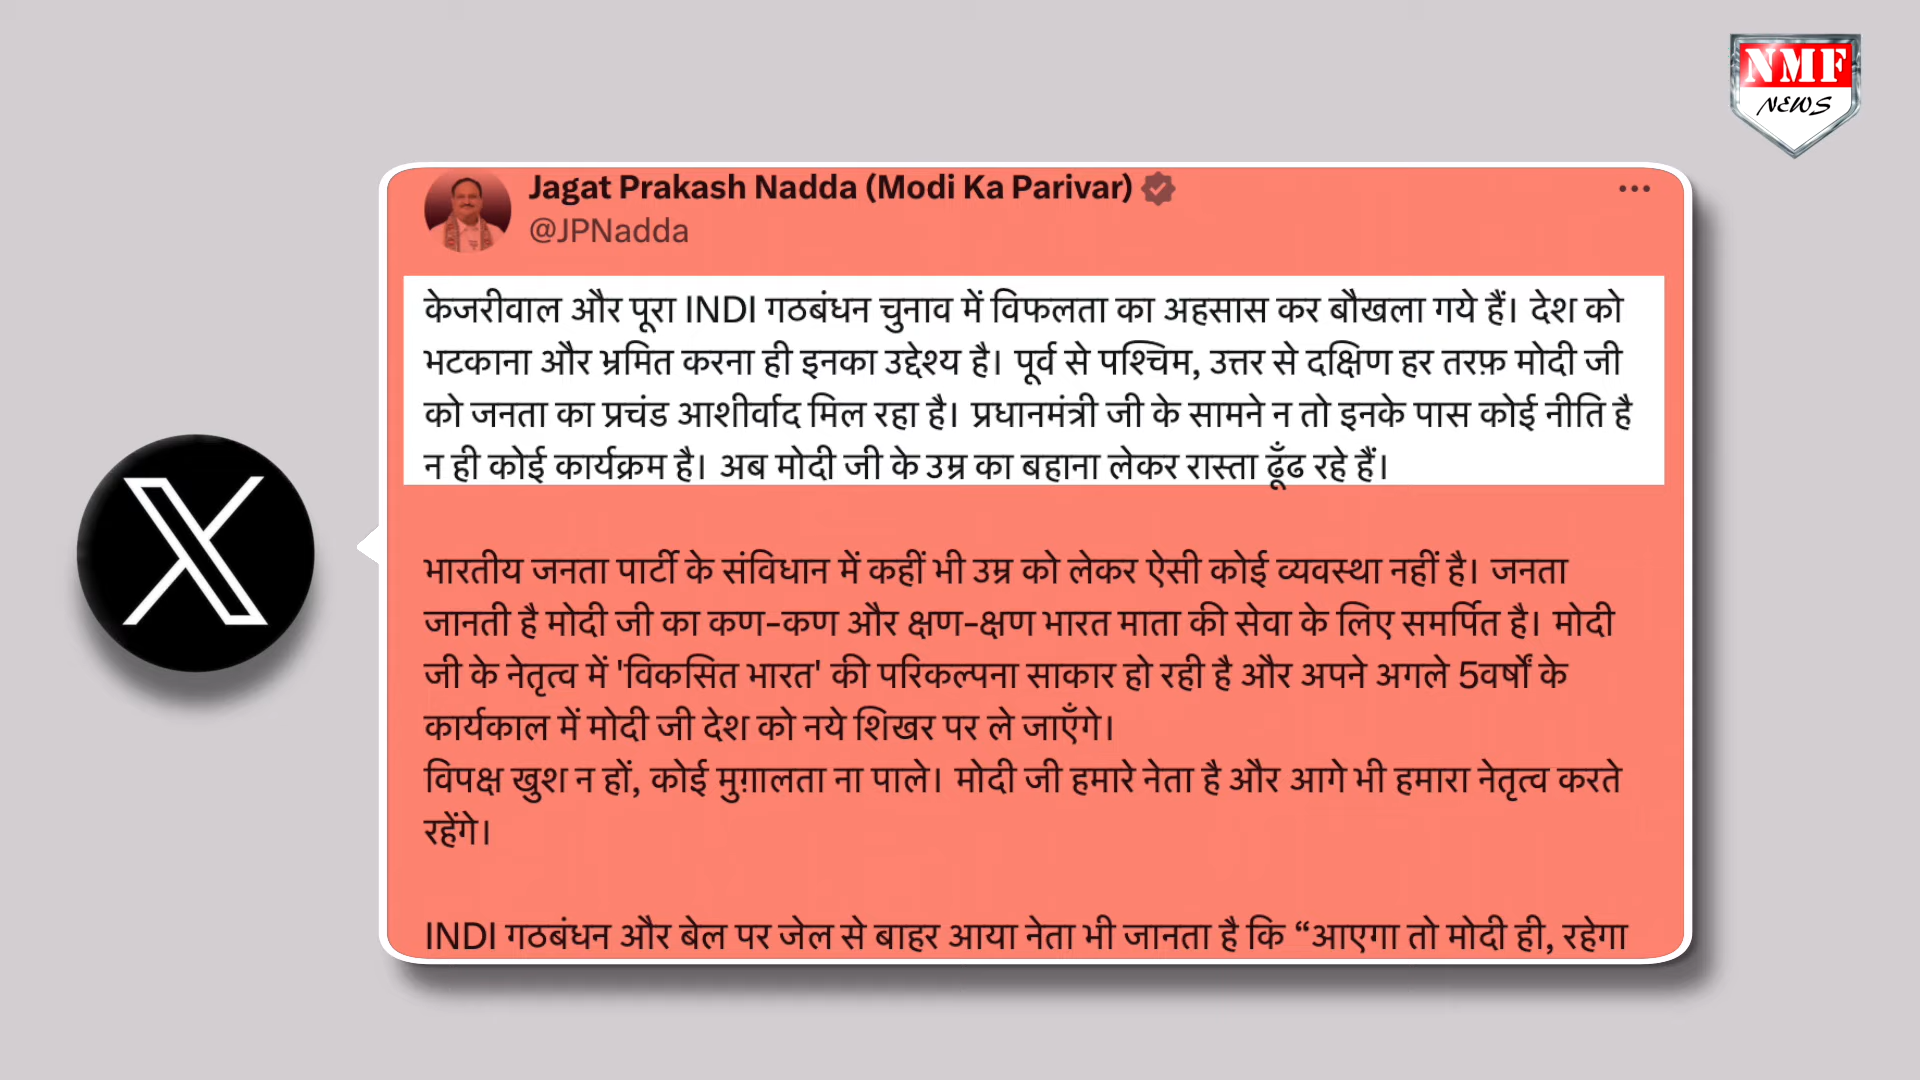 NMF
NEWS
Jagat Prakash Nadda (Modi Ka Parivar)
@JPNadda
केजरीवाल और पूरा INDI गठबंधन चुनाव में विफलता का अहसास कर बौखला गये हैं। देश को
भटकाना और भ्रमित करना ही इनका उद्देश्य है। पूर्व से पश्चिम, उत्तर से दक्षिण हर तरफ़ मोदी जी
को जनता का प्रचंड आशीर्वाद मिल रहा है। प्रधानमंत्री जी के सामने न तो इनके पास कोई नीति है
न ही कोई कार्यक्रम है। अब मोदी जी के उम्र का बहाना लेकर रास्ता ढूँढ रहे हैं।
भारतीय जनता पार्टी के संविधान में कहीं भी उम्र को लेकर ऐसी कोई व्यवस्था नहीं है। जनता
जानती है मोदी जी का कण-कण और क्षण-क्षण भारत माता की सेवा के लिए समर्पित है। मोदी
जी के नेतृत्व में 'विकसित भारत' की परिकल्पना साकार हो रही है और अपने अगले 5वर्षों के
कार्यकाल में मोदी जी देश को नये शिखर पर ले जाएँगे।
विपक्ष खुश न हों, कोई मुग़ालता ना पाले। मोदी जी हमारे नेता है और आगे भी हमारा नेतृत्व करते
रहेंगे।
INDI गठबंधन और बेल पर जेल से बाहर आया नेता भी जानता है कि “आएगा तो मोदी ही, रहेगा